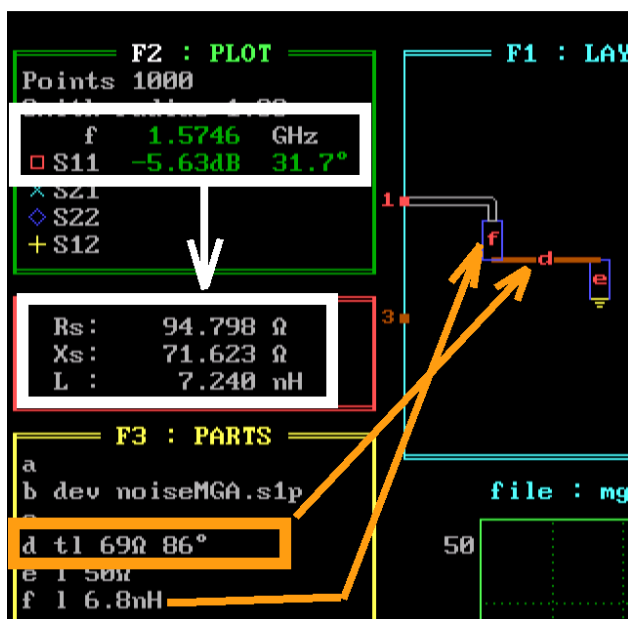 F2 : PLOT
Points 1000
f 1.5746 GHz
S11 -5.63dB 31.7°
S21
S22
S12
Rs: 94.798 Ω
Xs: 71.623 Ω
L : 7.240 nH
F3 : PARTS
a
b dev noiseMGA.s1p
d tl 69Ω 86°
e l 50Ω
f l 6.8nH
F1 : LAY
1
f
d
e
3
file : mg
50